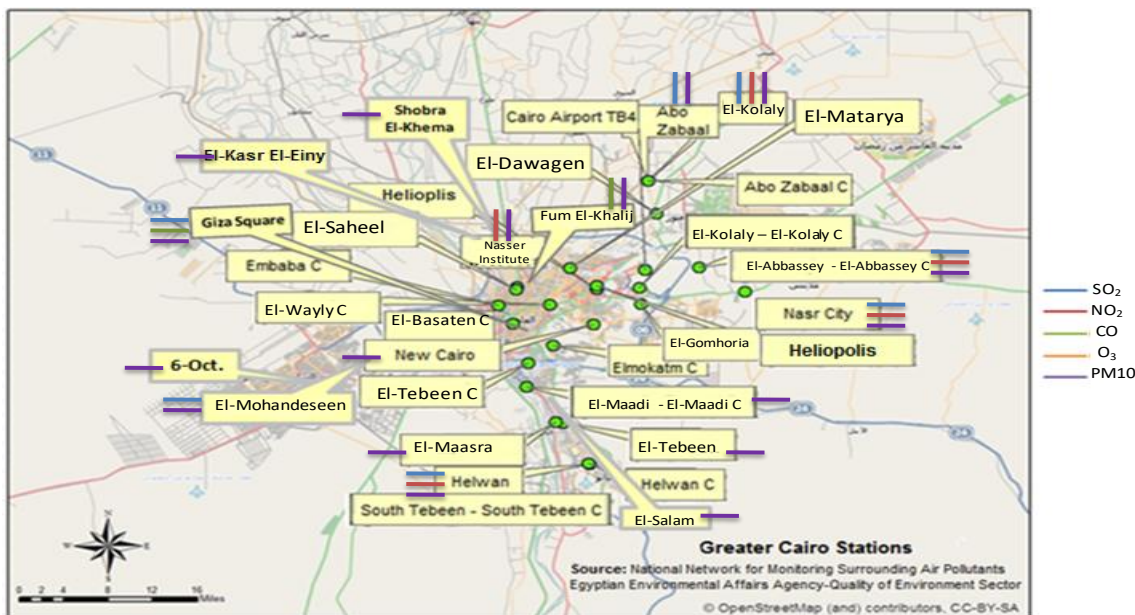 Shobra
El-Khema
El-Kasr El-Einy
Cairo Airport TB4
Abo
Zabaal
El-Kolaly
El-Matarya
El-Dawagen
Helioplis
Abo Zabaal C
Giza Square
El-Saheel
Fum El-Khalij
Nasser
Institute
El-Kolaly – El-Kolaly C
Embaba C
El-Abbassey - El-Abbassey C
El-Wayly C
El-Basaten C
Nasr City
El-Gomhoria
Heliopolis
New Cairo
Elmokatm C
6-Oct.
El-Mohandeseen
El-Tebeen C
El-Maadi - El-Maadi C
El-Maasra
El-Tebeen
Helwan
Helwan C
South Tebeen - South Tebeen C
El-Salam
SO2
NO2
CO
O3
PM10
N
W
E
S
0 2 4 8 12 16
Miles
Greater Cairo Stations
Source: National Network for Monitoring Surrounding Air Pollutants
Egyptian Environmental Affairs Agency-Quality of Environment Sector
© OpenStreetMap (and) contributors, CC-BY-SA